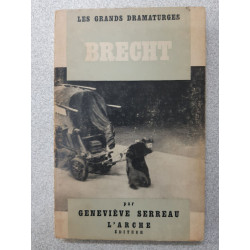 LES GRANDS DRAMATURGES
BRECHT
par
GENEVIÈVE SERREAU
L'ARCHE
ÉDITEUR